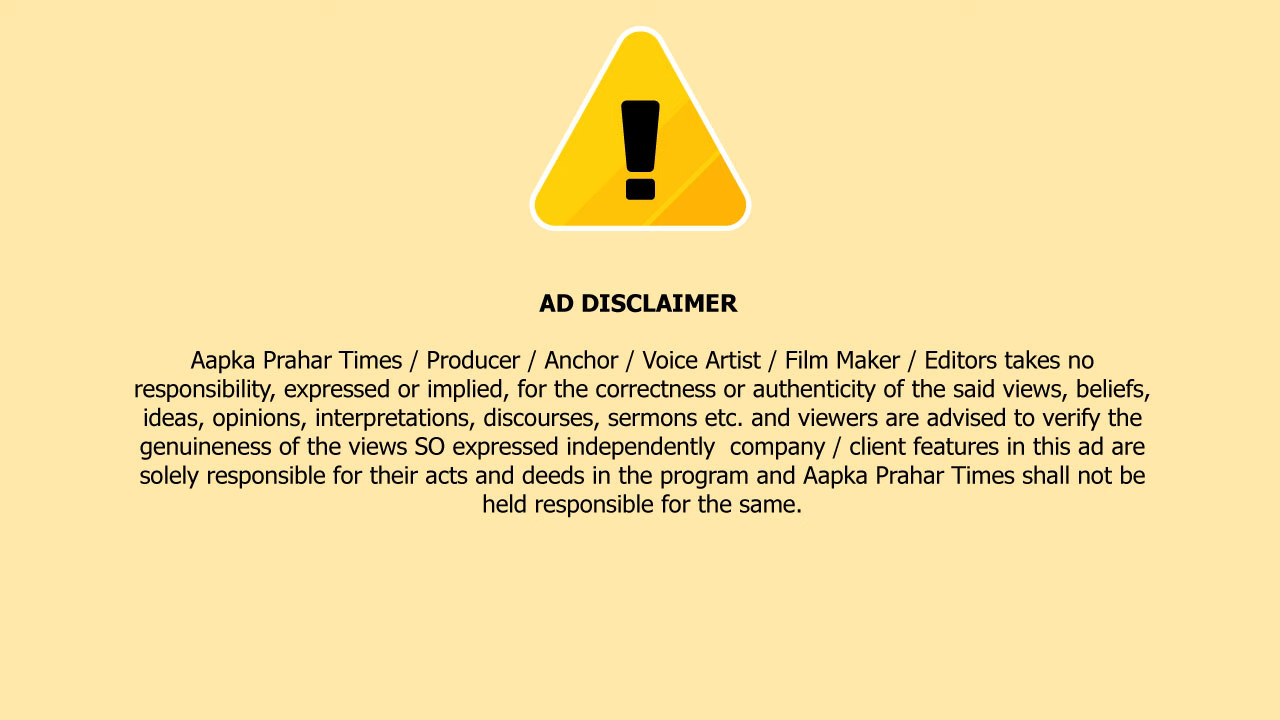 AD DISCLAIMER
Aapka Prahar Times / Producer / Anchor / Voice Artist / Film Maker / Editors takes no
responsibility, expressed or implied, for the correctness or authenticity of the said views, beliefs,
ideas, opinions, interpretations, discourses, sermons etc. and viewers are advised to verify the
genuineness of the views SO expressed independently  company / client features in this ad are
solely responsible for their acts and deeds in the program and Aapka Prahar Times shall not be
held responsible for the same.